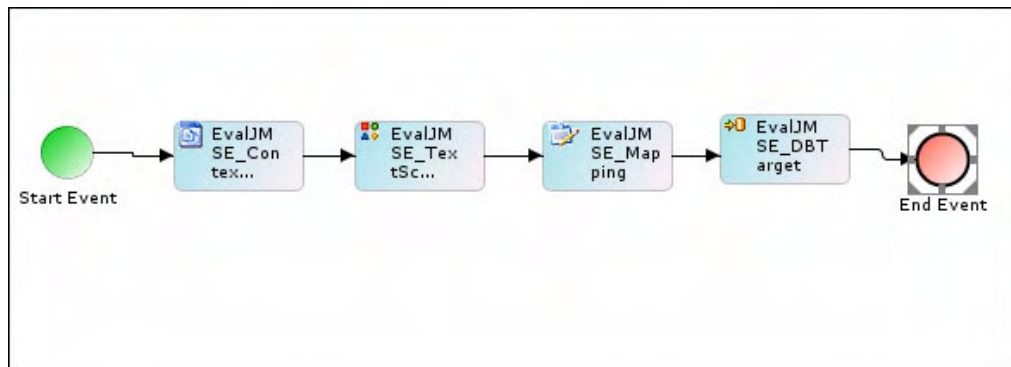 EvalJM
SE_Con
tex...
EvalJM
SE_Tex
tSc...
EvalJM
SE_Map
ping
EvalJM
SE_DBT
arget
Start Event
End Event